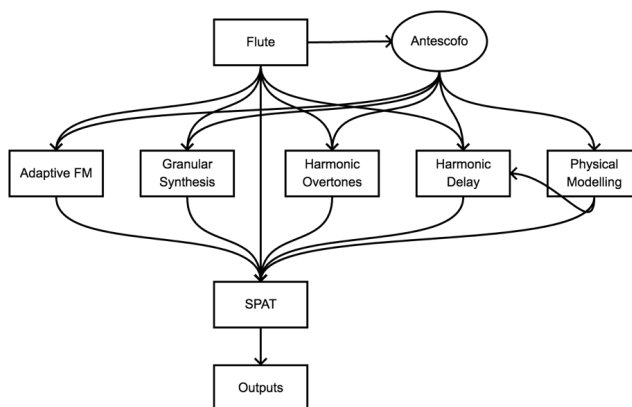 Flute
Antescofo
Adaptive FM
Granular
Synthesis
Harmonic
Overtones
Harmonic
Delay
Physical
Modelling
SPAT
Outputs